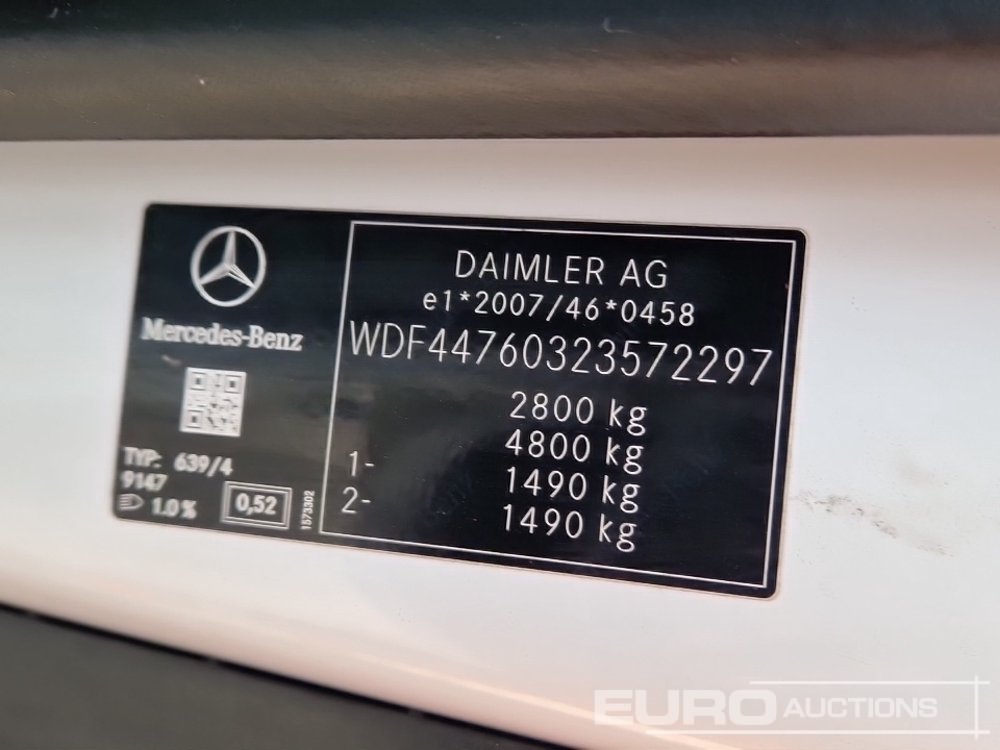 Mercedes-Benz
TYP: 639/4
9147
1.0%
0,52
1573302
DAIMLER AG
e1*2007/46*0458
WDF44760323572297
2800 kg
4800 kg
1- 1490 kg
2- 1490 kg
EURO AUCTIONS